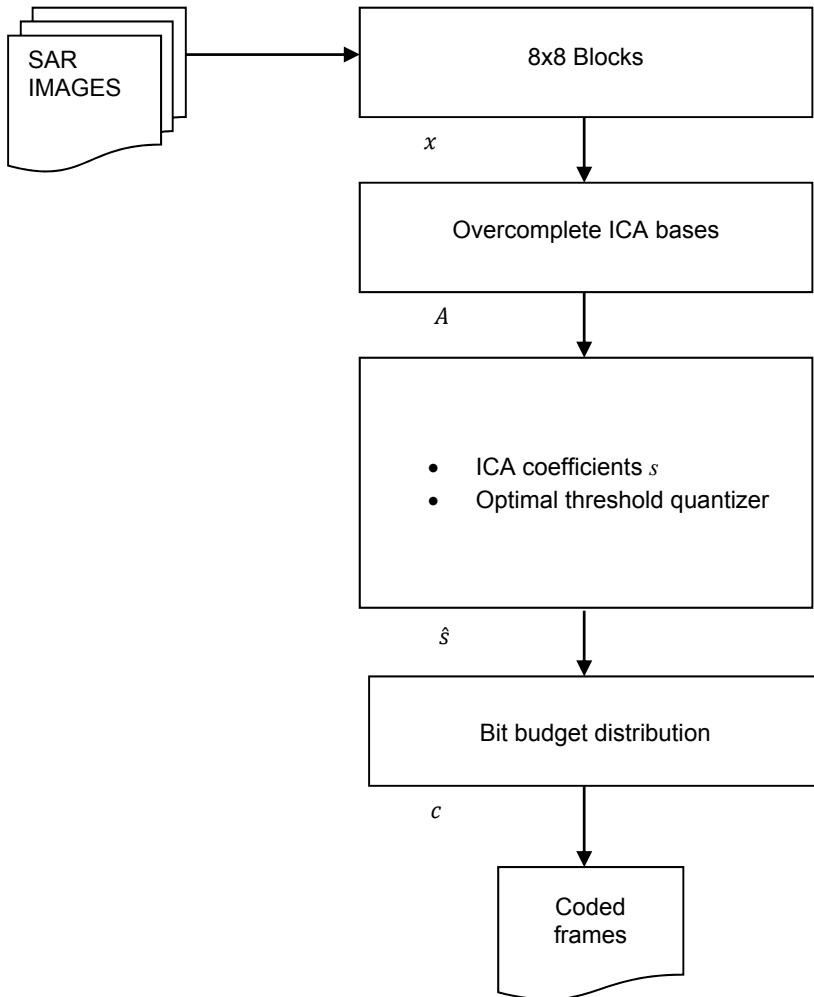 SAR
IMAGES
8x8 Blocks
x
Overcomplete ICA bases
A
• ICA coefficients s
• Optimal threshold quantizer
ŝ
Bit budget distribution
c
Coded
frames